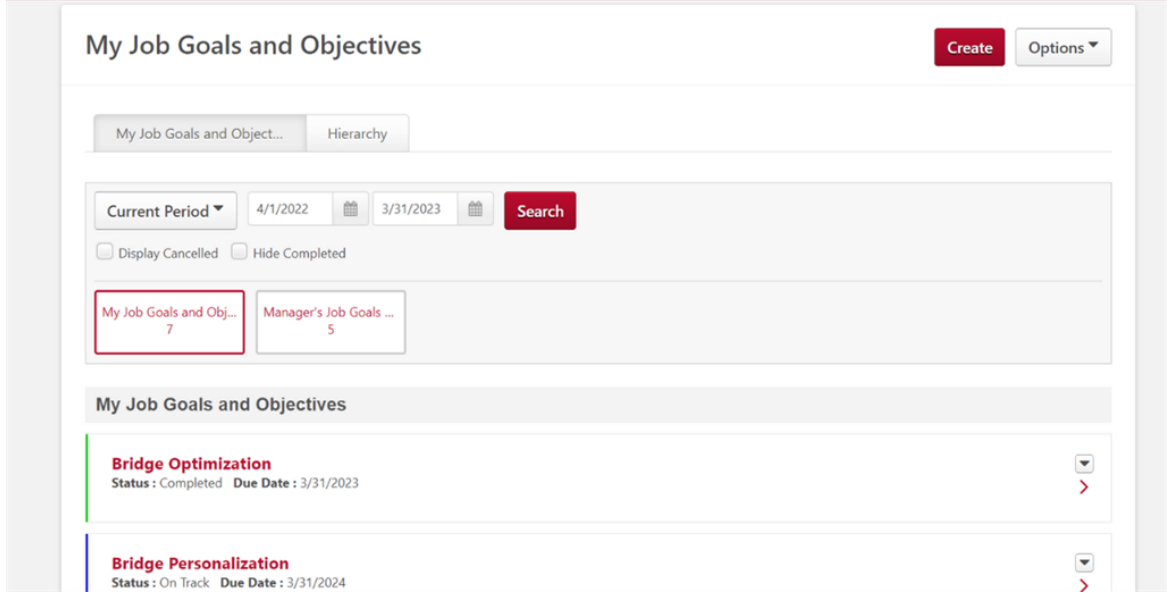 My Job Goals and Objectives
Create
Options
My Job Goals and Object...
Hierarchy
Current Period
4/1/2022
3/31/2023
Search
Display Cancelled
Hide Completed
My Job Goals and Obj...
7
Manager's Job Goals ...
5
My Job Goals and Objectives
Bridge Optimization
Status : Completed Due Date : 3/31/2023
Bridge Personalization
Status : On Track Due Date : 3/31/2024